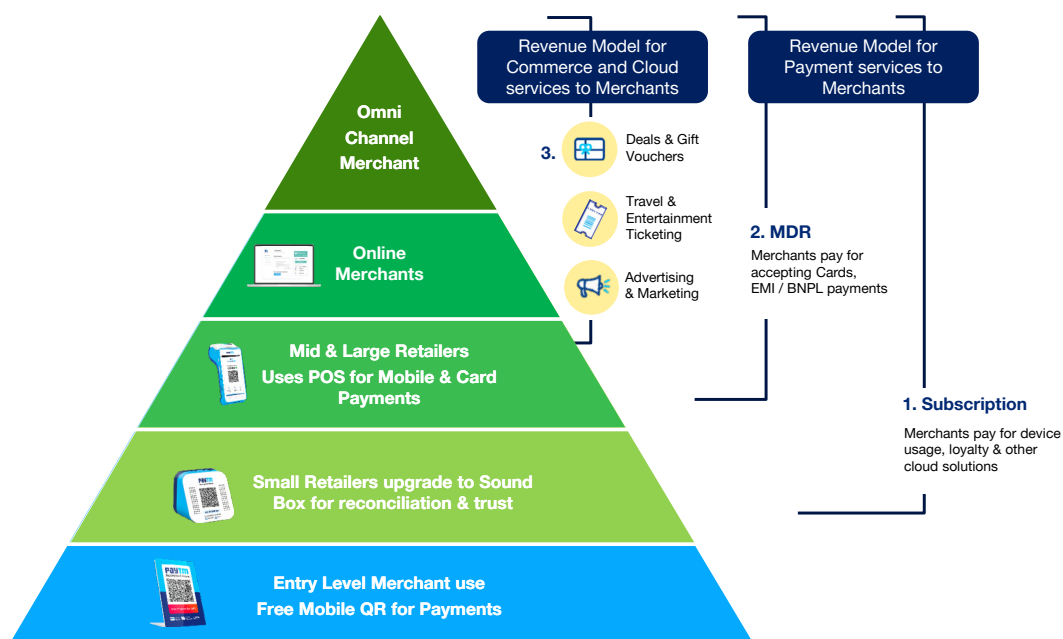 Omni
Channel
Merchant
Online
Merchants
Mid & Large Retailers
Uses POS for Mobile & Card
Payments
Small Retailers upgrade to Sound
Box for reconciliation & trust
Entry Level Merchant use
Free Mobile QR for Payments
paytm
Revenue Model for
Commerce and Cloud
services to Merchants
3.
Deals & Gift
Vouchers
Travel &
Entertainment
Ticketing
Advertising
& Marketing
Revenue Model for
Payment services to
Merchants
2. MDR
Merchants pay for
accepting Cards,
EMI / BNPL payments
1. Subscription
Merchants pay for device
usage, loyalty & other
cloud solutions